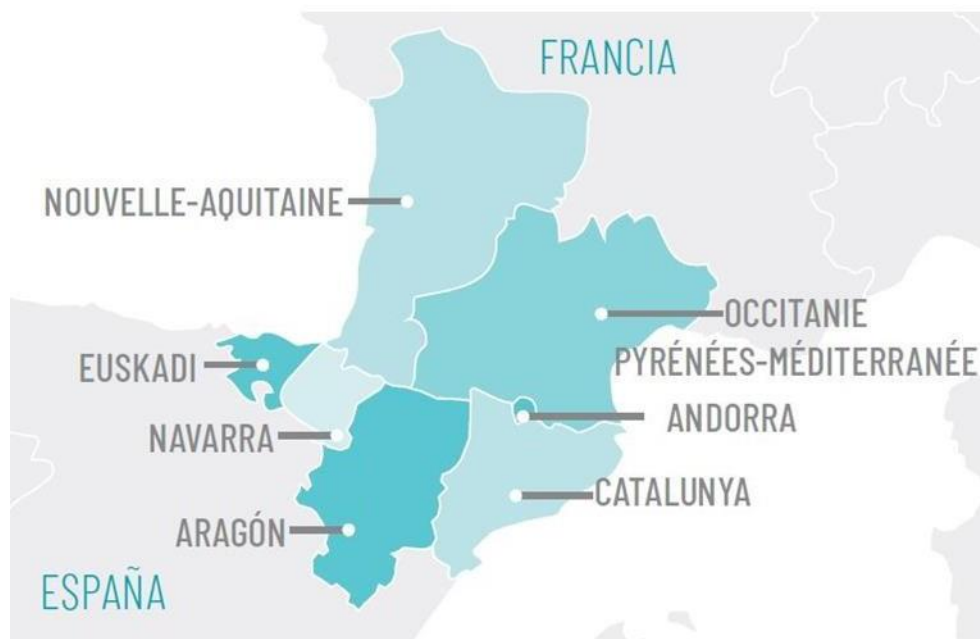 FRANCIA
NOUVELLE-AQUITAINE
OCCITANIE
PYRÉNÉES-MÉDITERRANÉE
EUSKADI
ANDORRA
NAVARRA
CATALUNYA
ARAGÓN
ESPAÑA